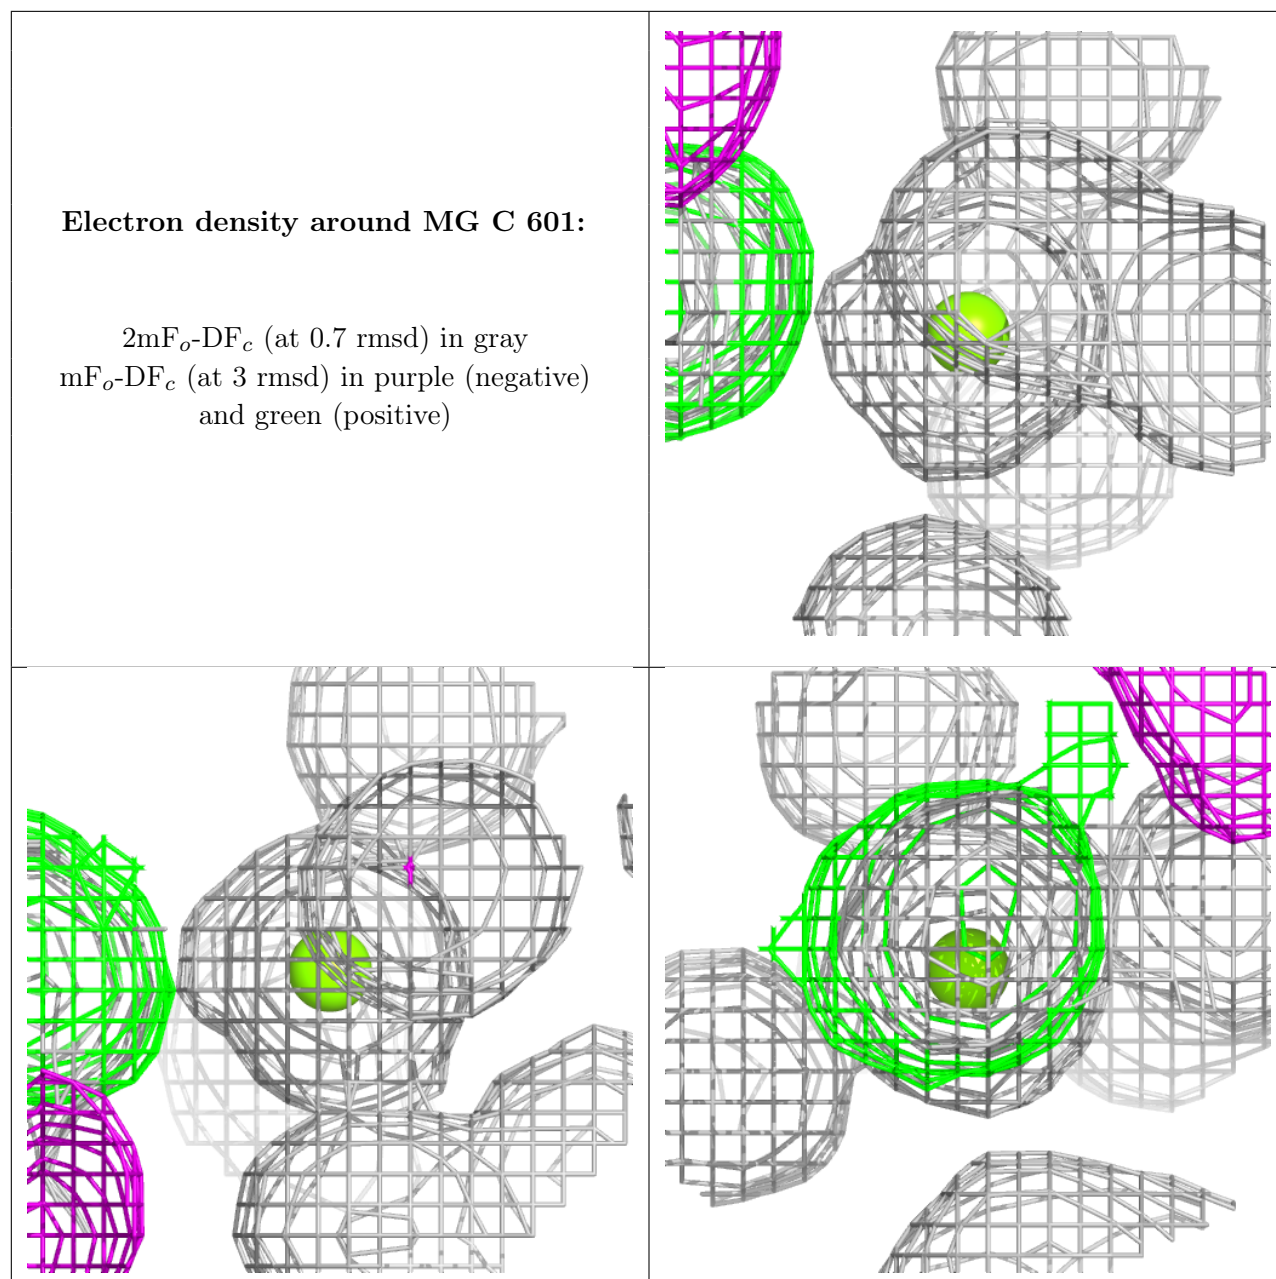 Electron density around MG C 601:
2mFₒ-DF𝒸 (at 0.7 rmsd) in gray
mFₒ-DF𝒸 (at 3 rmsd) in purple (negative)
and green (positive)